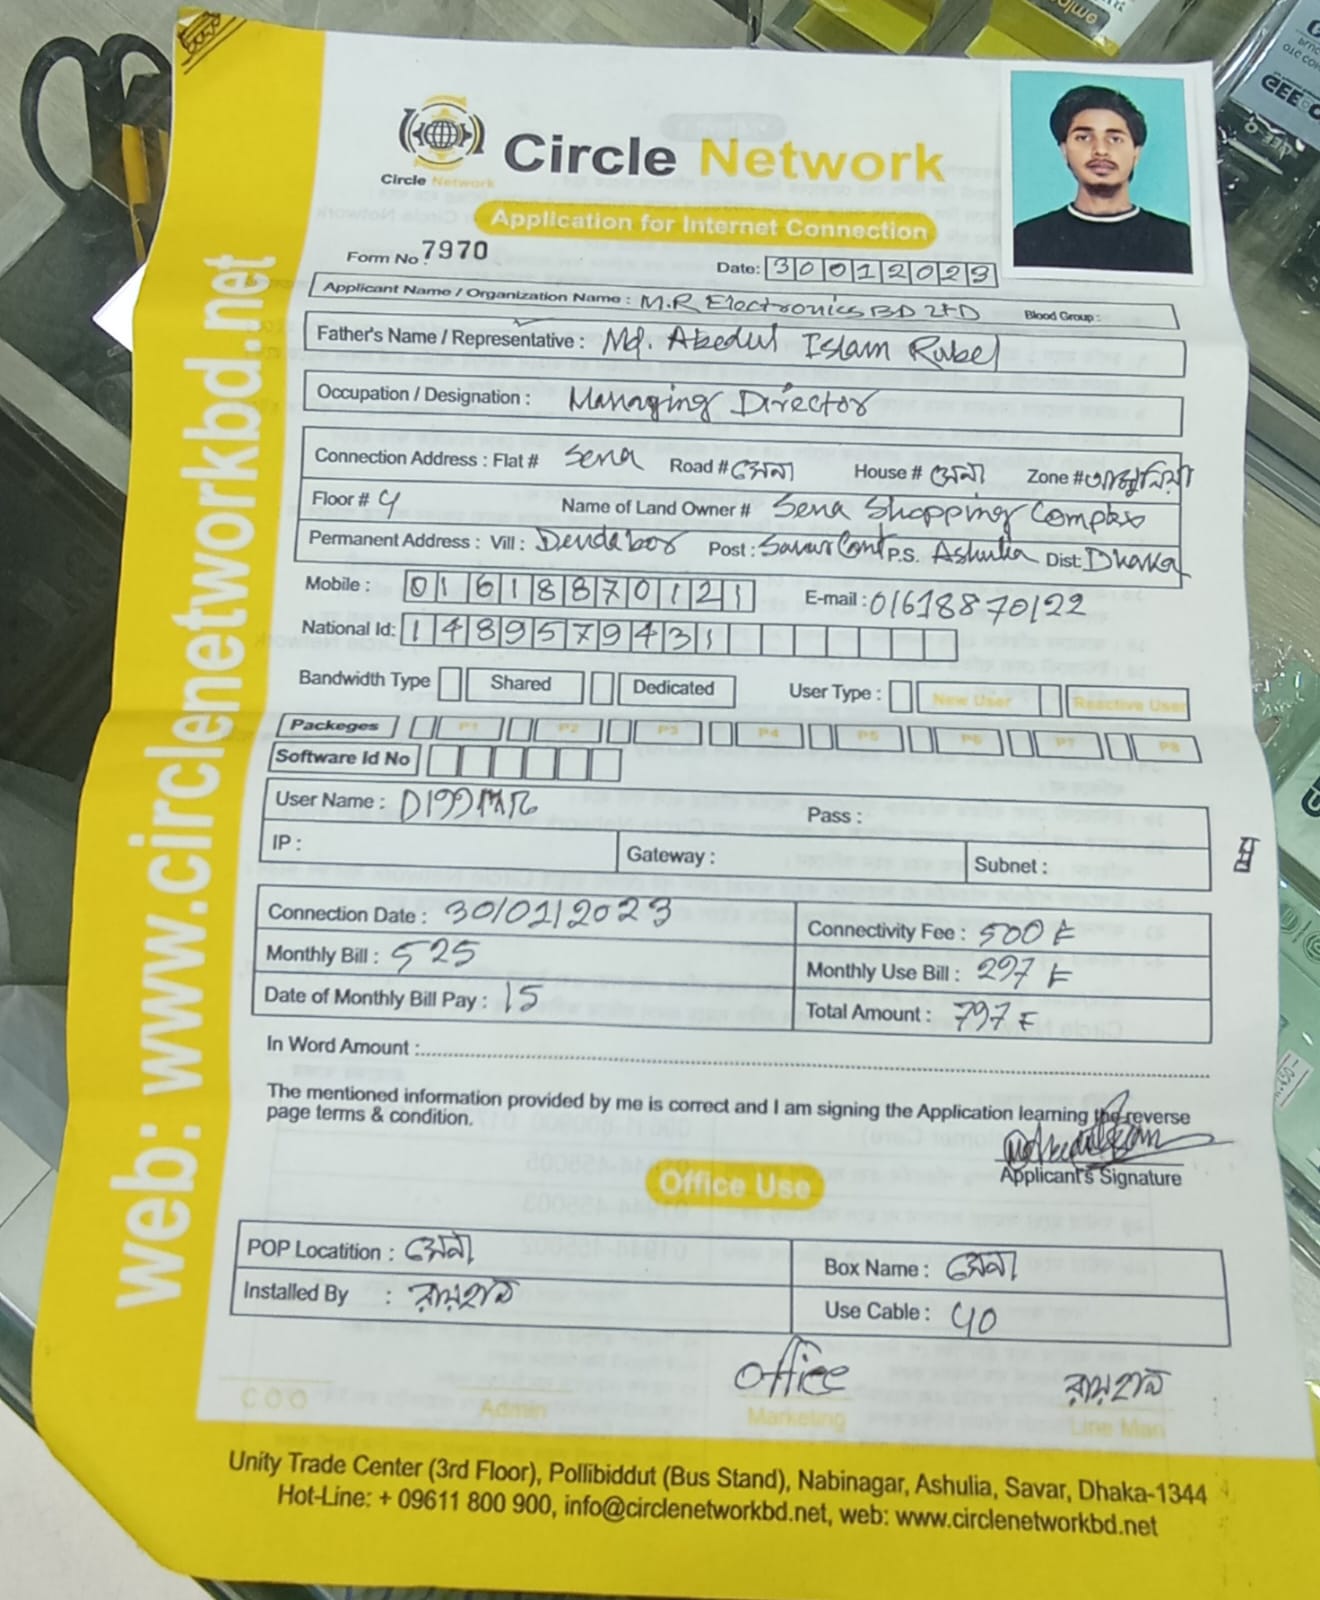 Circle Network
Circle Network
Application for Internet Connection
Form No : 7970
Date: 30012023
Applicant Name / Organization Name : M.R Electronics BD LTD Blood Group :
Father's Name / Representative : Md. Abedul Islam Rubel
Occupation / Designation : Managing Director
Connection Address : Flat # Sena Road # সেনা House # সেনা Zone #
Floor # 4 Name of Land Owner # Sena Shopping Complex
Permanent Address : Vill : Dendabor Post : Savar Cant P.S. Ashulia Dist: Dhaka
Mobile : 01618870121 E-mail : 01618870122
National Id: 1489579431
Bandwidth Type Shared Dedicated User Type : New User Reactive User
Packeges P1 P2 P3 P4 P5 P6 P7 P8
Software Id No
User Name : Pass :
IP : Gateway : Subnet :
Connection Date : 30/01/2023 Connectivity Fee : 500 ৳
Monthly Bill : 525 Monthly Use Bill : 297 ৳
Date of Monthly Bill Pay : 15 Total Amount : 797 ৳
In Word Amount :
The mentioned information provided by me is correct and I am signing the Application learning the reverse
page terms & condition.
Applicant's Signature
Office Use
POP Locatition : সেনা Box Name : সেনা
Installed By : রায়হান Use Cable : 40
office রায়হান
C O O Admin Marketing Line Man
Unity Trade Center (3rd Floor), Pollibiddut (Bus Stand), Nabinagar, Ashulia, Savar, Dhaka-1344
Hot-Line: + 09611 800 900, info@circlenetworkbd.net, web: www.circlenetworkbd.net
web: www.circlenetworkbd.net